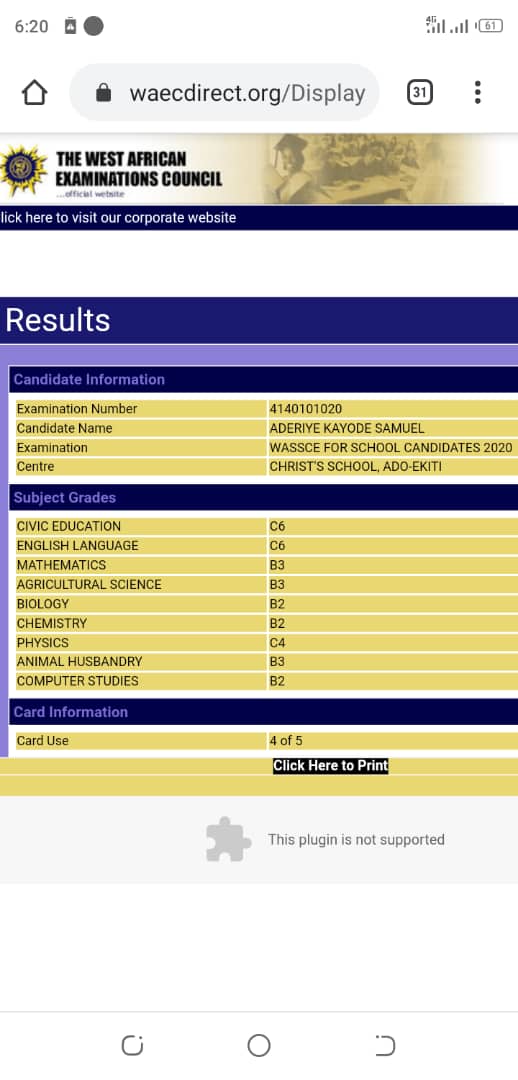 6:20
4G
61
waecdirect.org/Display
31
THE WEST AFRICAN
EXAMINATIONS COUNCIL
...official website
lick here to visit our corporate website
Results
Candidate Information
Examination Number 4140101020
Candidate Name ADERIYE KAYODE SAMUEL
Examination WASSCE FOR SCHOOL CANDIDATES 2020
Centre CHRIST'S SCHOOL, ADO-EKITI
Subject Grades
CIVIC EDUCATION C6
ENGLISH LANGUAGE C6
MATHEMATICS B3
AGRICULTURAL SCIENCE B3
BIOLOGY B2
CHEMISTRY B2
PHYSICS C4
ANIMAL HUSBANDRY B3
COMPUTER STUDIES B2
Card Information
Card Use 4 of 5
Click Here to Print
This plugin is not supported